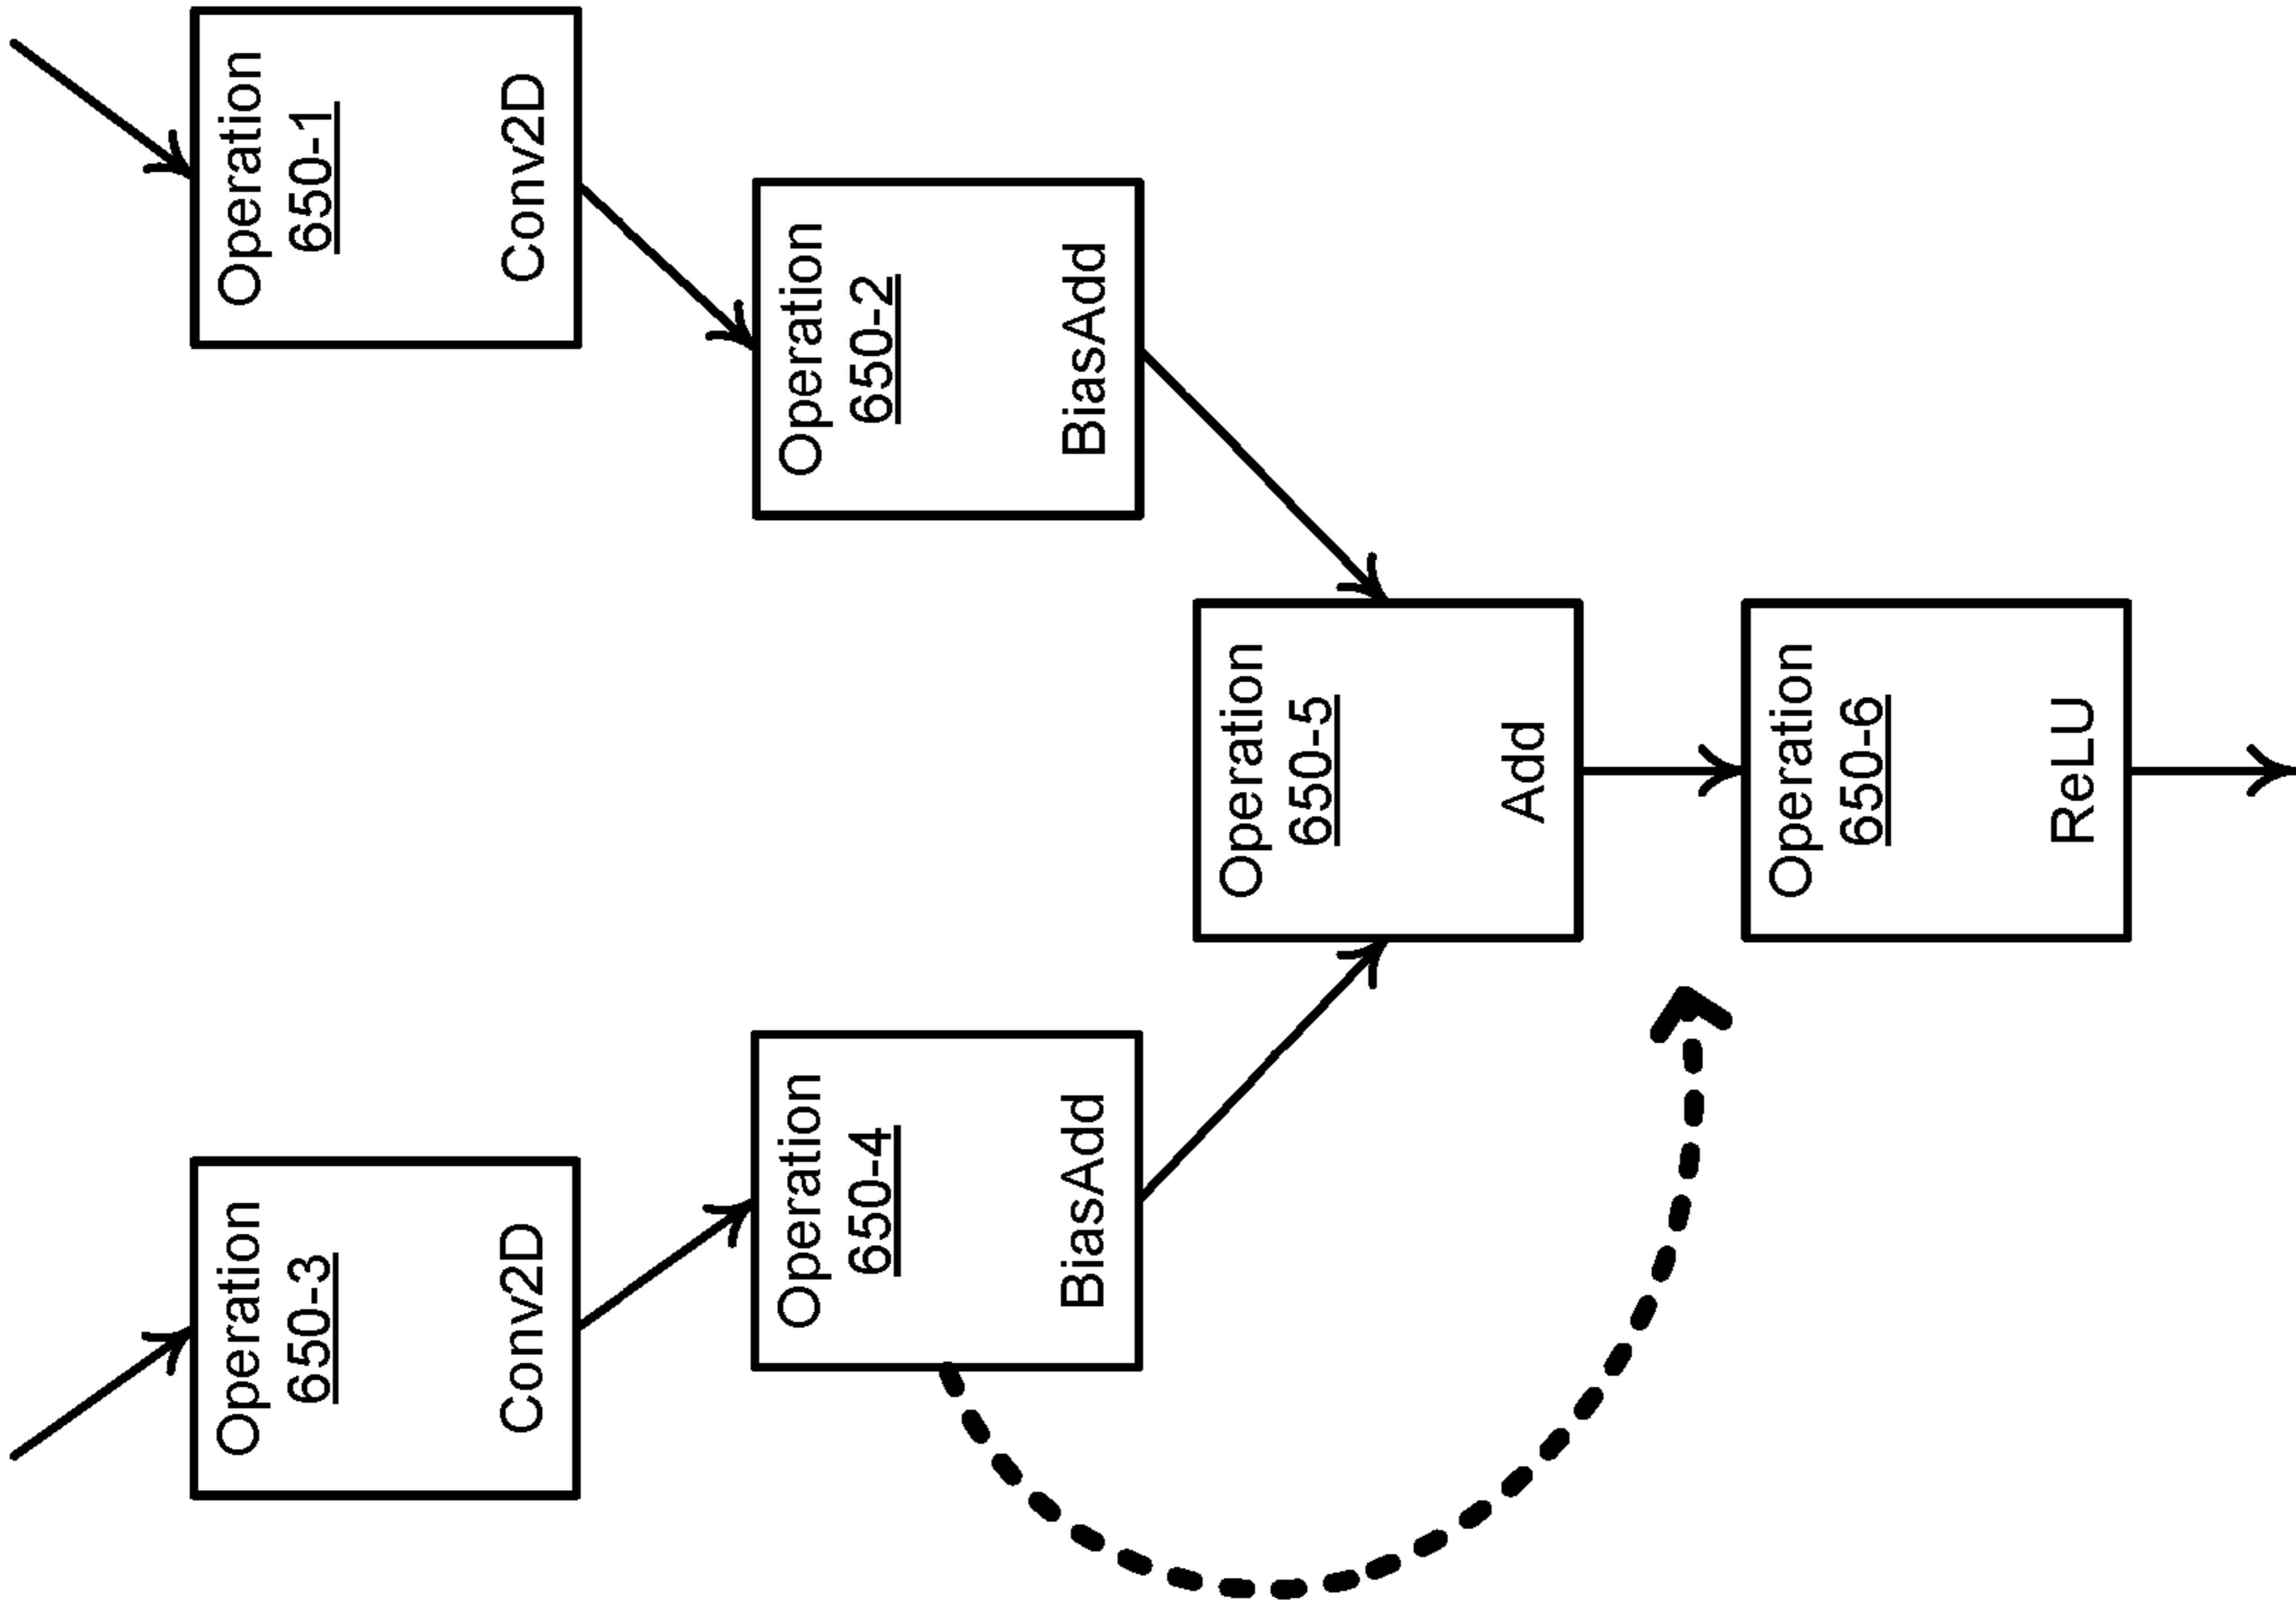 Operation
650-1
Conv2D
Operation
650-2
BiasAdd
Operation
650-3
Conv2D
Operation
650-4
BiasAdd
Operation
650-5
Add
Operation
650-6
ReLU